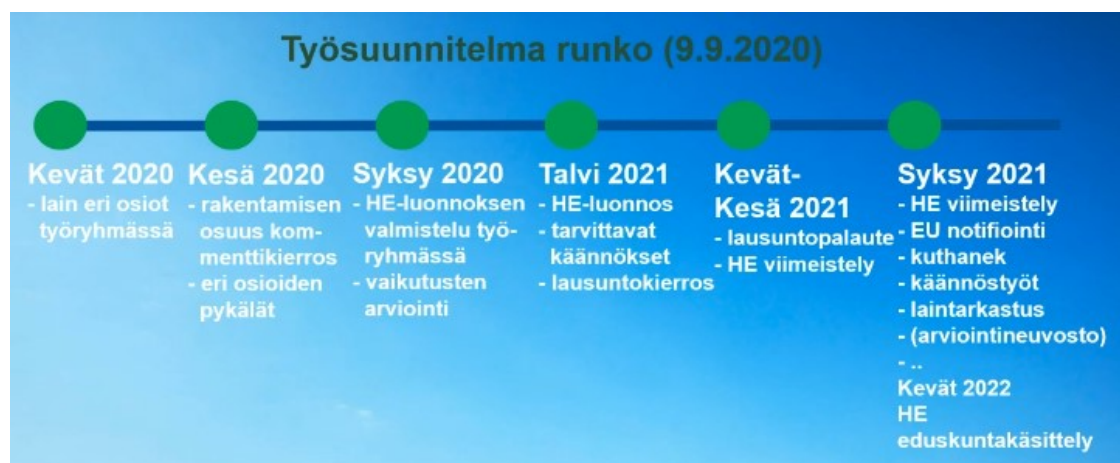 Työsuunnitelma runko (9.9.2020)
Kevät 2020
- lain eri osiot
työryhmässä
Kesä 2020
- rakentamisen
osuus kom-
menttikierros
- eri osioiden
pykälät
Syksy 2020
- HE-luonnoksen
valmistelu työ-
ryhmässä
- vaikutusten
arviointi
Talvi 2021
- HE-luonnos
- tarvittavat
käännökset
- lausuntokierros
Kevät-
Kesä 2021
- lausuntopalaute
- HE viimeistely
Syksy 2021
- HE viimeistely
- EU notifiointi
- kuthanek
- käännöstyöt
- laintarkastus
- (arviointineuvosto)
- ..
Kevät 2022
HE
eduskuntakäsittely